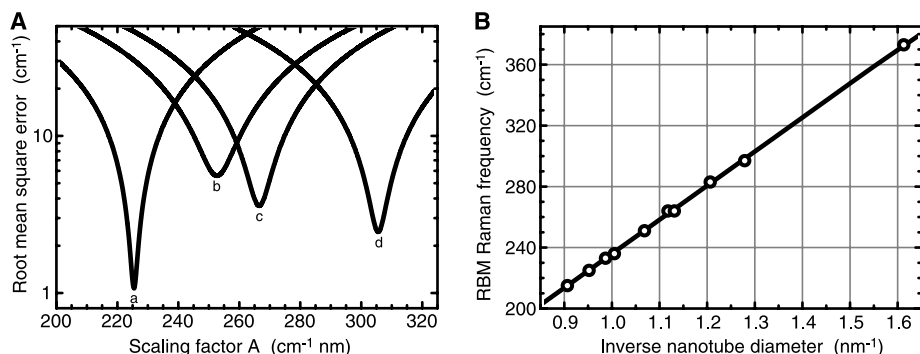 A
Root mean square error (cm⁻¹)
10
1
a
b
c
d
200 220 240 260 280 300 320
Scaling factor A (cm⁻¹ nm)
B
RBM Raman frequency (cm⁻¹)
360
320
280
240
200
0.9 1.0 1.1 1.2 1.3 1.4 1.5 1.6
Inverse nanotube diameter (nm⁻¹)